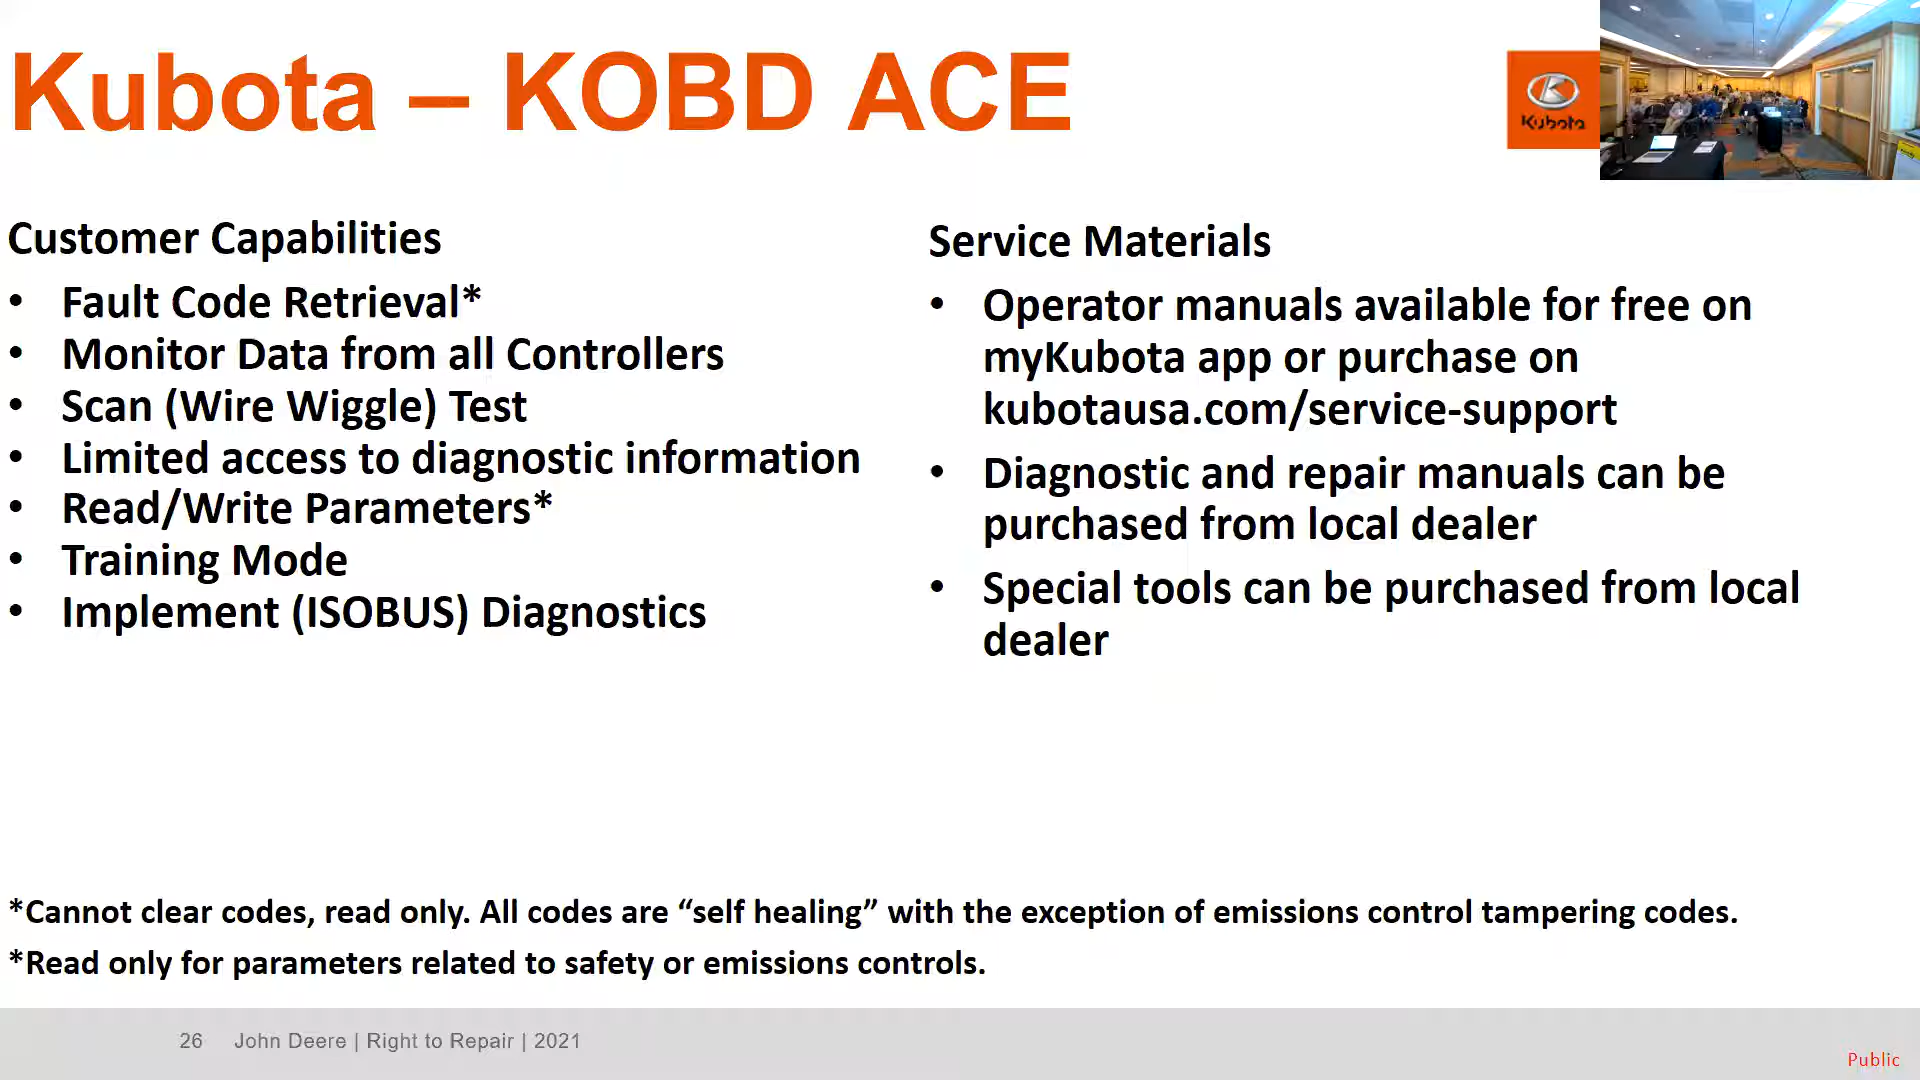 Kubota – KOBD ACE
Kubota
Customer Capabilities
• Fault Code Retrieval*
• Monitor Data from all Controllers
• Scan (Wire Wiggle) Test
• Limited access to diagnostic information
• Read/Write Parameters*
• Training Mode
• Implement (ISOBUS) Diagnostics
Service Materials
• Operator manuals available for free on
myKubota app or purchase on
kubotausa.com/service-support
• Diagnostic and repair manuals can be
purchased from local dealer
• Special tools can be purchased from local
dealer
*Cannot clear codes, read only. All codes are “self healing” with the exception of emissions control tampering codes.
*Read only for parameters related to safety or emissions controls.
26 John Deere | Right to Repair | 2021
Public